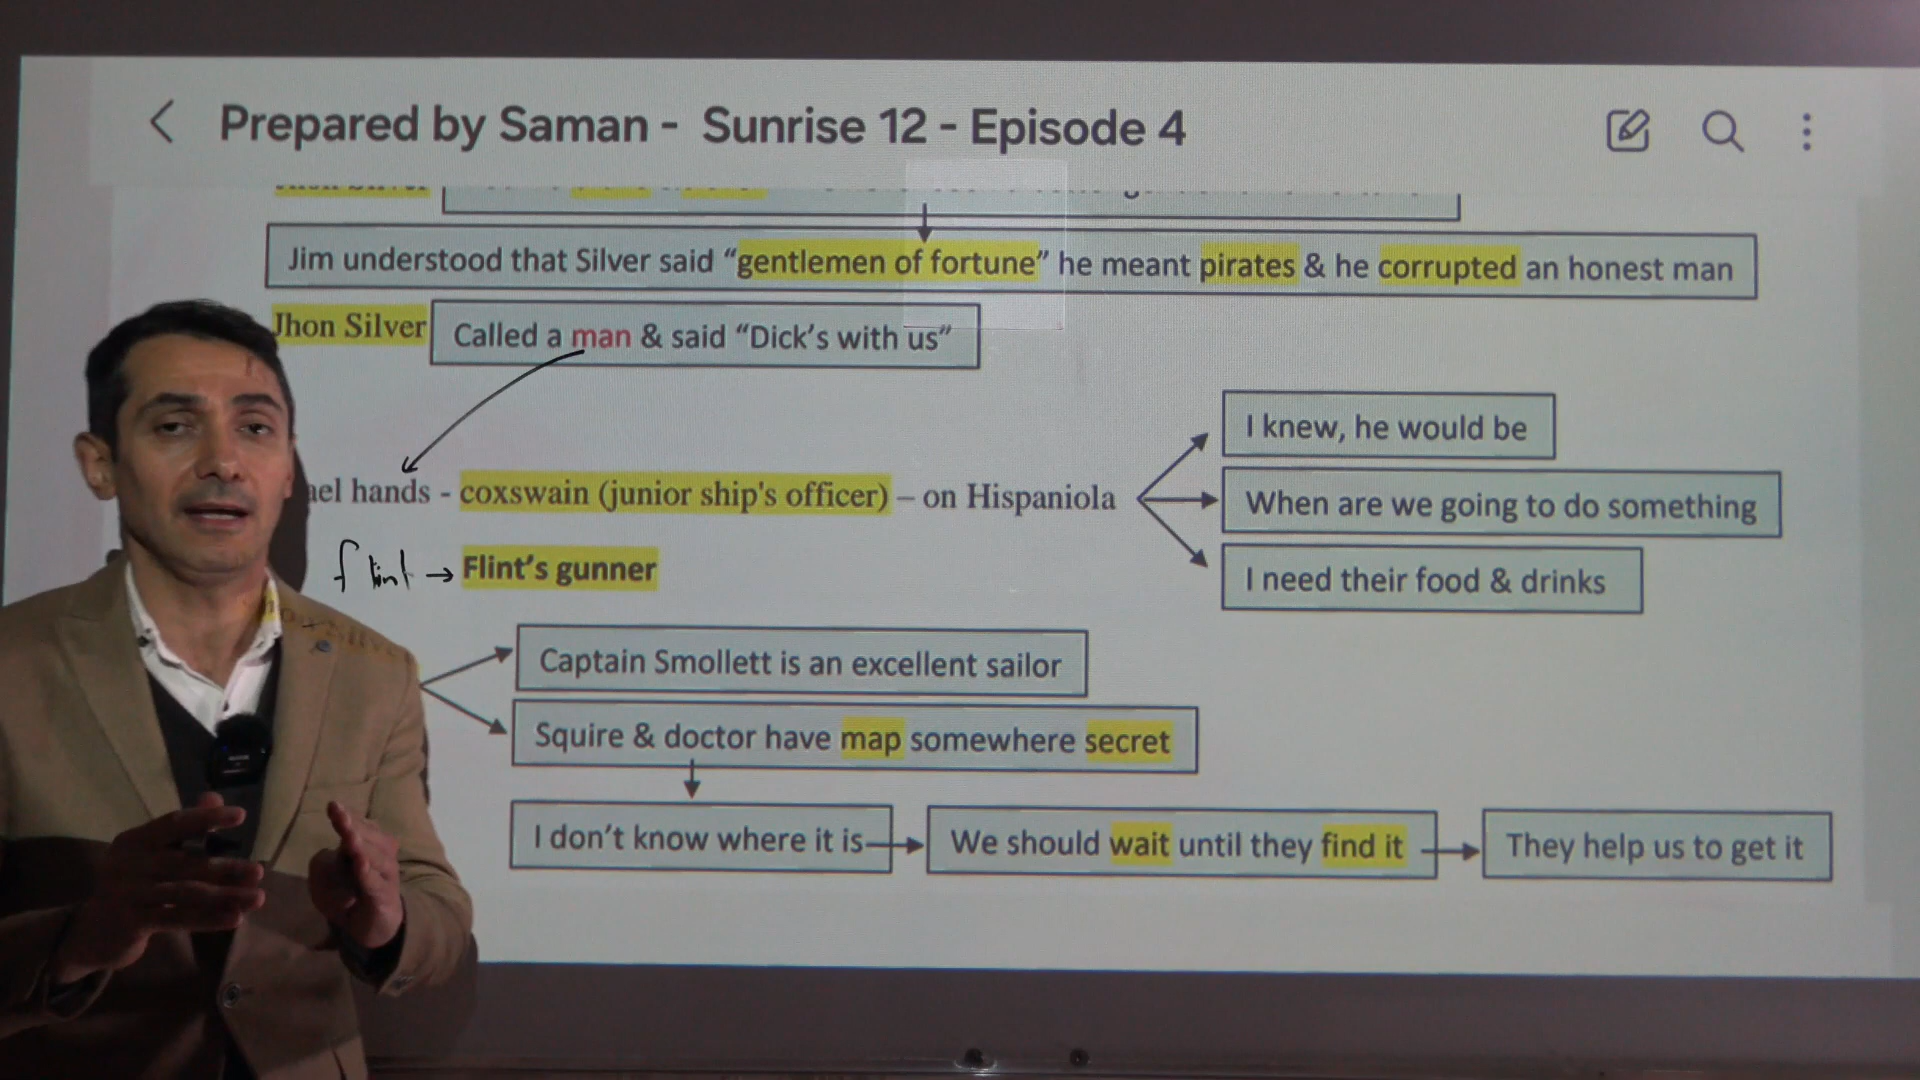 Prepared by Saman - Sunrise 12 - Episode 4
Jim understood that Silver said “gentlemen of fortune” he meant pirates & he corrupted an honest man
Jhon Silver
Called a man & said “Dick’s with us”
I knew, he would be
hands - coxswain (junior ship's officer) – on Hispaniola
When are we going to do something
I need their food & drinks
flint → Flint’s gunner
Captain Smollett is an excellent sailor
Squire & doctor have map somewhere secret
I don’t know where it is
We should wait until they find it
They help us to get it